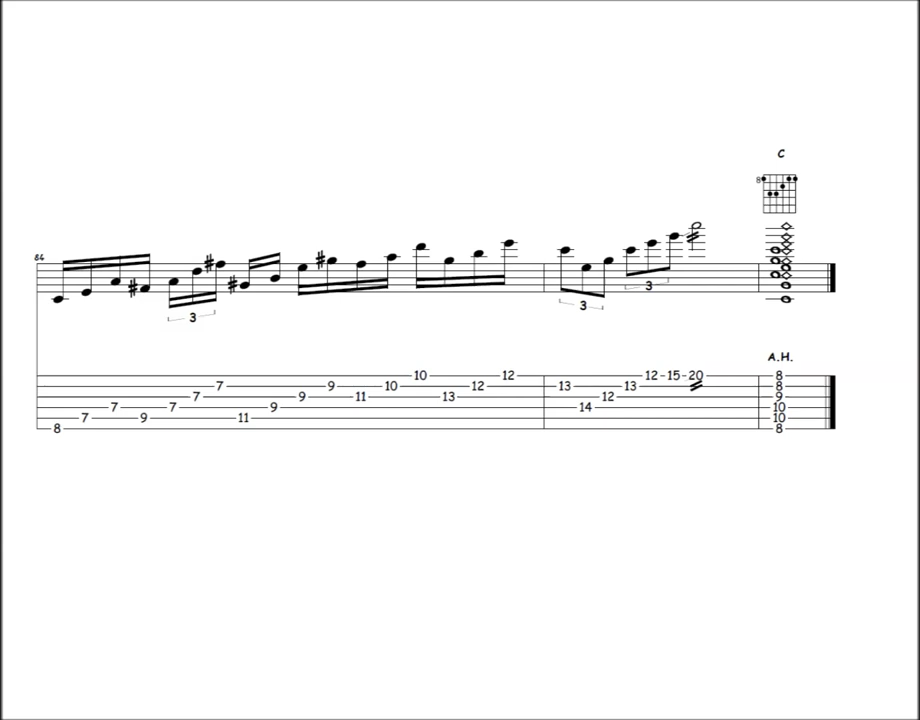 C
8
84
3
3
3
A.H.
10 12 12-15-20 8
7 9 10 12 13 13 8
7 9 11 13 12 9
7 7 9 14 10
7 9 11 10
8 8